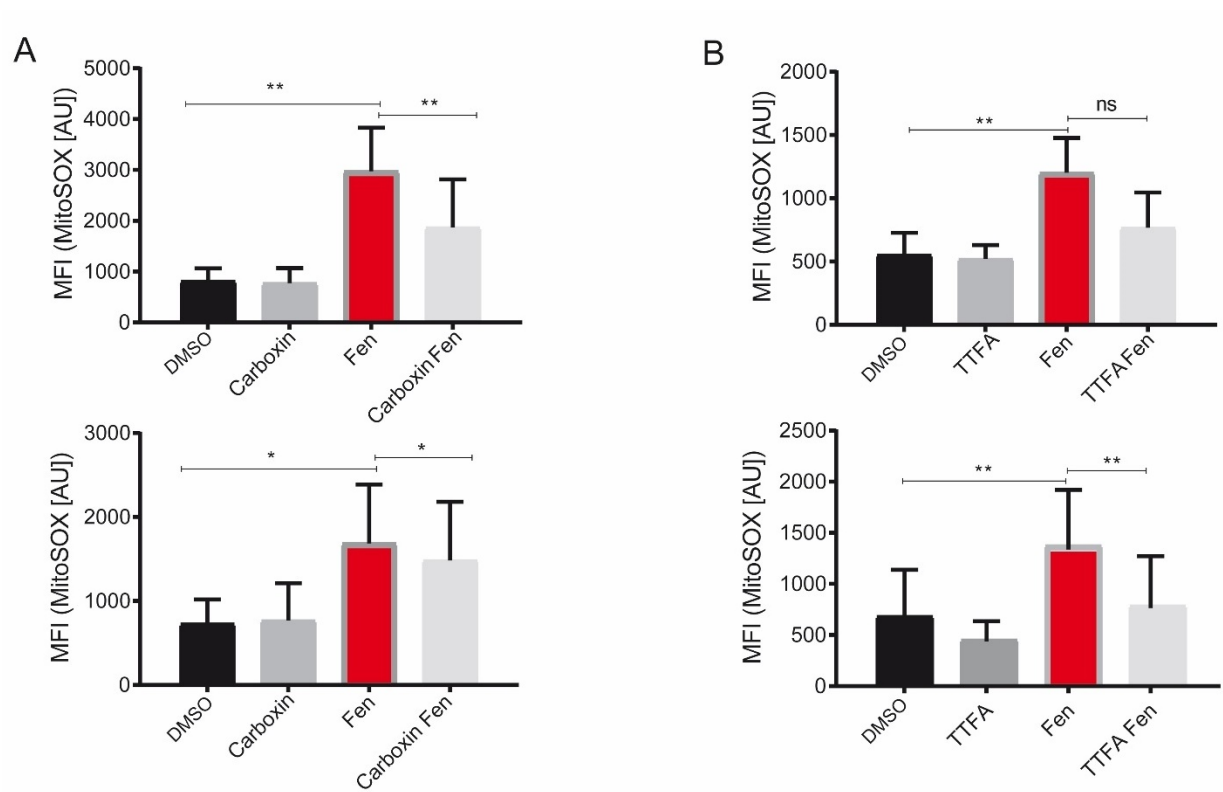 A
MFI (MitoSOX [AU])
5000
4000
3000
2000
1000
0
**
**
DMSO
Carboxin
Fen
Carboxin Fen
B
MFI (MitoSOX [AU])
2000
1500
1000
500
0
**
ns
DMSO
TTFA
Fen
TTFA Fen
MFI (MitoSOX [AU])
3000
2000
1000
0
*
*
DMSO
Carboxin
Fen
Carboxin Fen
MFI (MitoSOX [AU])
2500
2000
1500
1000
500
0
**
**
DMSO
TTFA
Fen
TTFA Fen